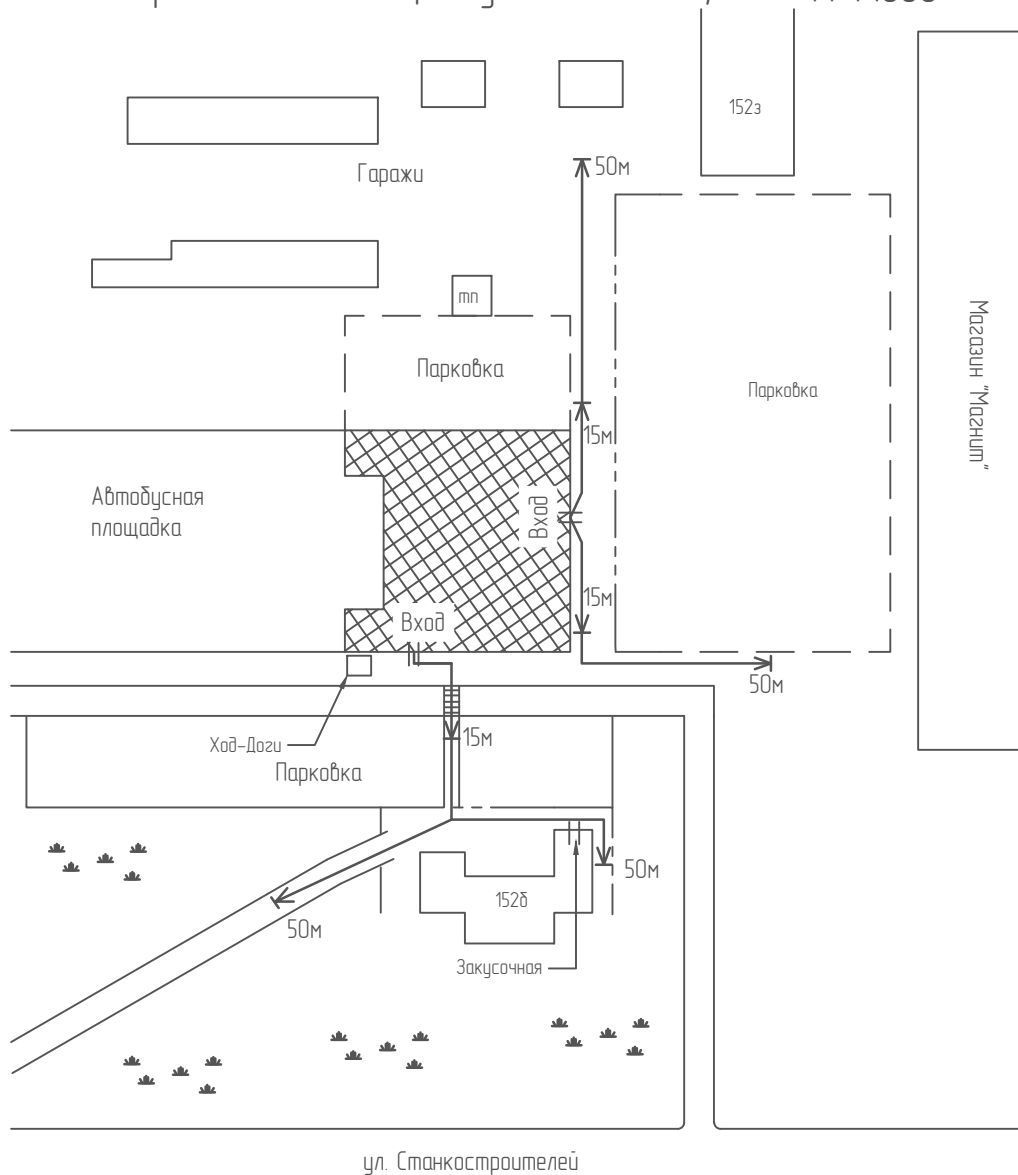 152з
50м
Гаражи
тп
Парковка
Парковка
Магазин "Магнит"
15м
Автобусная
площадка
Вход
15м
Вход
50м
Ход-Доги
15м
Парковка
50м
152б
50м
Закусочная
ул. Станкостроителей